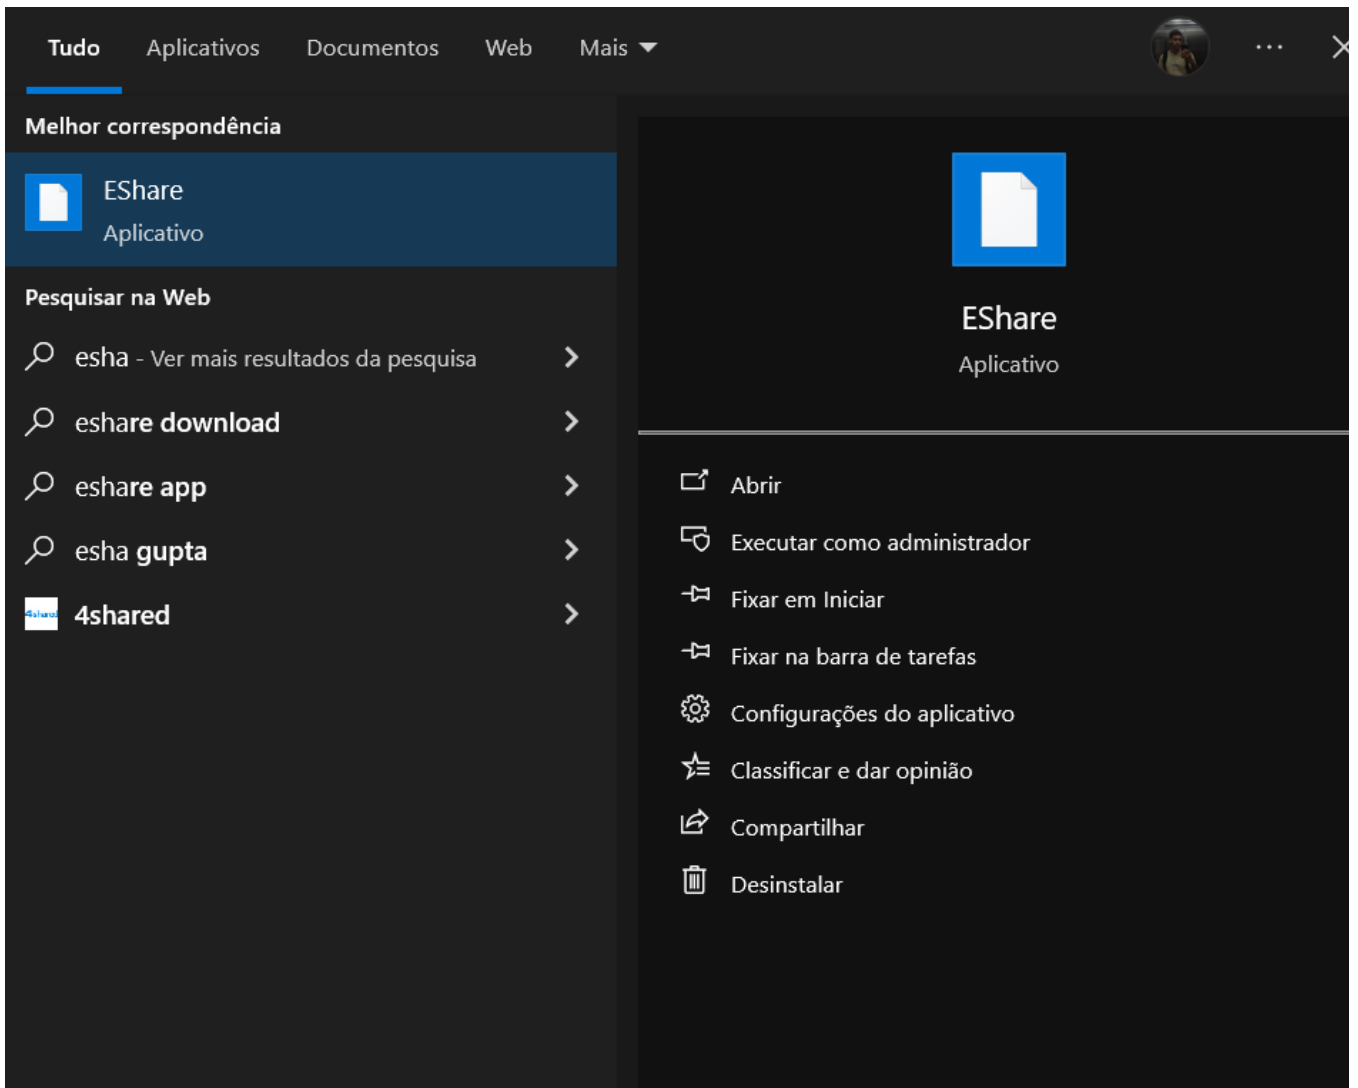 Tudo Aplicativos Documentos Web Mais
Melhor correspondência
EShare
Aplicativo
Pesquisar na Web
esha - Ver mais resultados da pesquisa
eshare download
eshare app
esha gupta
4shared 4shared
EShare
Aplicativo
Abrir
Executar como administrador
Fixar em Iniciar
Fixar na barra de tarefas
Configurações do aplicativo
Classificar e dar opinião
Compartilhar
Desinstalar